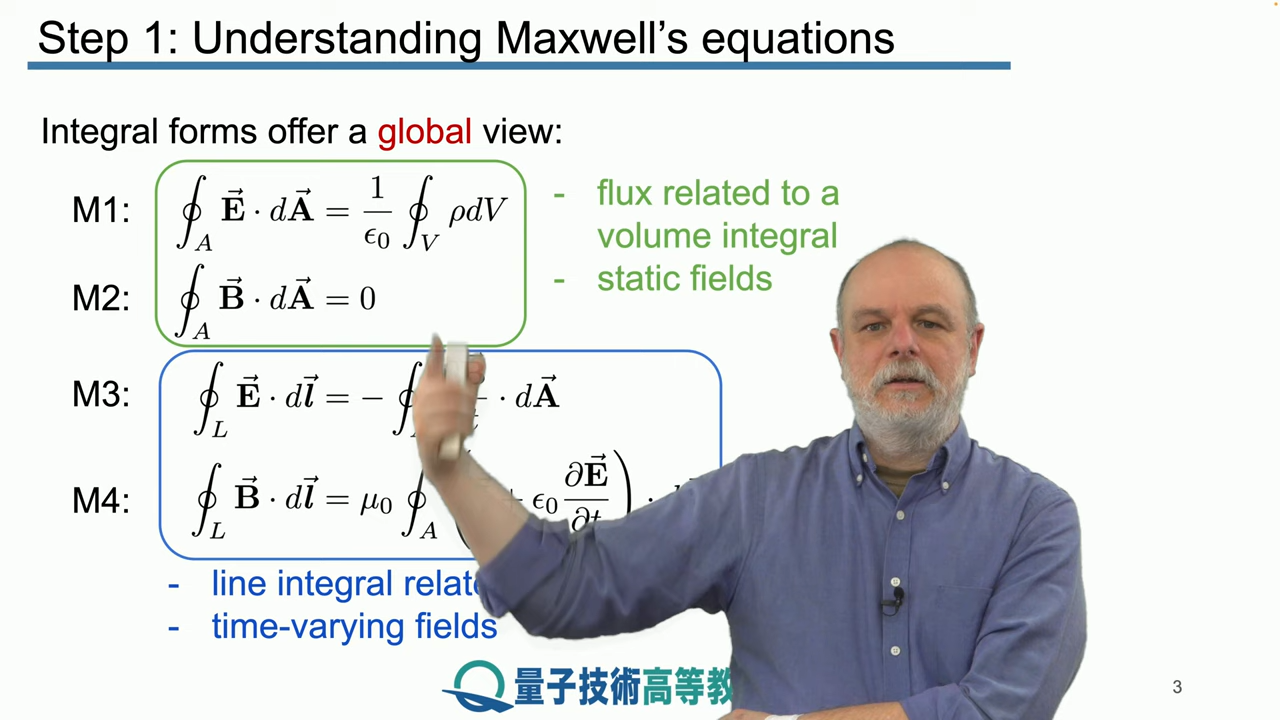 Step 1: Understanding Maxwell's equations
Integral forms offer a global view:
M1: ∮_A E⃗ · dA⃗ = 1/ϵ₀ ∮_V ρdV
- flux related to a
volume integral
- static fields
M2: ∮_A B⃗ · dA⃗ = 0
M3: ∮_L E⃗ · dl⃗ = − ∮ · dA⃗
M4: ∮_L B⃗ · dl⃗ = μ₀ ∮_A ( + ϵ₀ ∂E⃗/∂t ) ·
- line integral
- time-varying fields
量子技術高等教
3